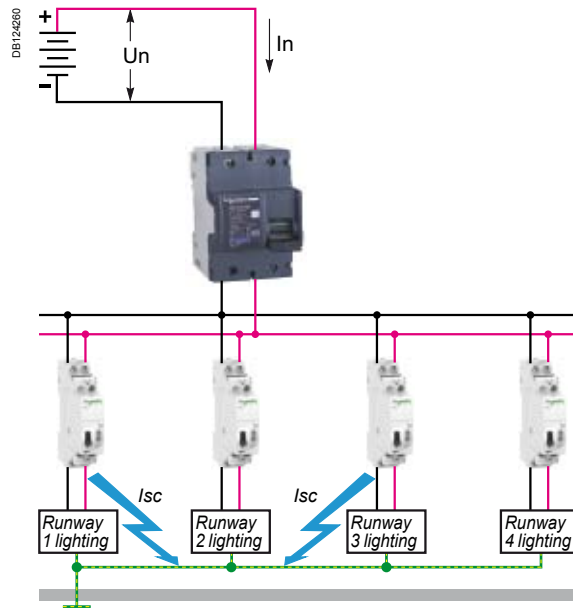 DB124260
+
-
Un
In
Isc
Isc
Runway
1 lighting
Runway
2 lighting
Runway
3 lighting
Runway
4 lighting